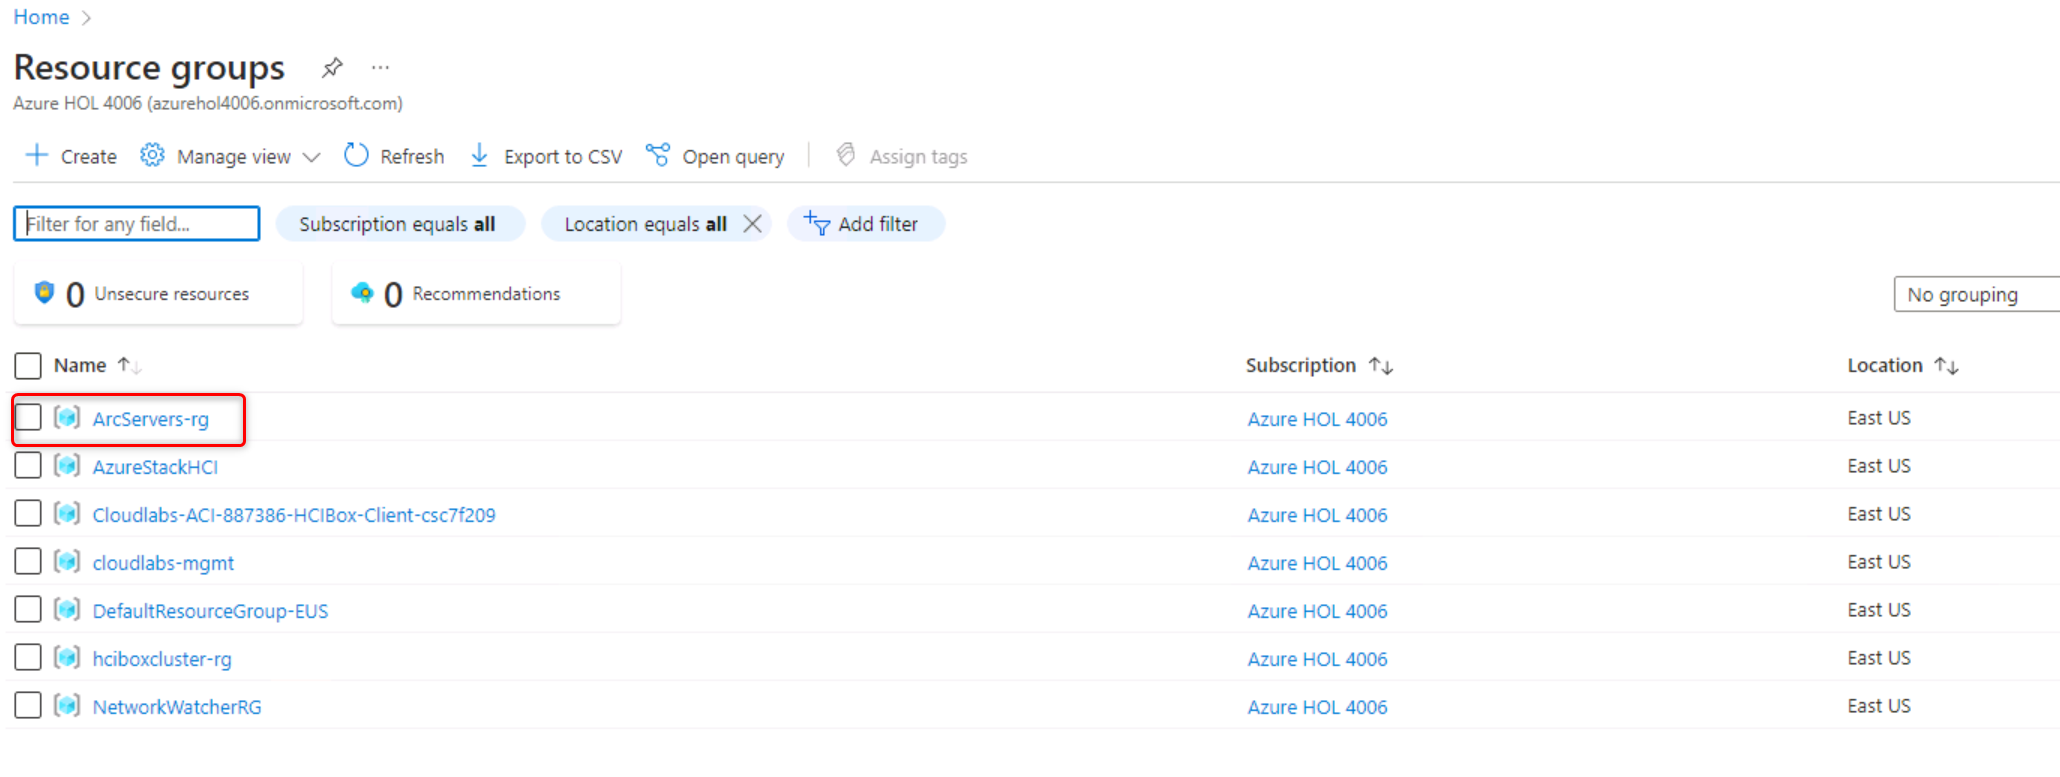 Home
Resource groups
Azure HOL 4006 (azurehol4006.onmicrosoft.com)
Create Manage view Refresh Export to CSV Open query Assign tags
Filter for any field... Subscription equals all Location equals all Add filter
0 Unsecure resources 0 Recommendations No grouping
Name Subscription Location
ArcServers-rg Azure HOL 4006 East US
AzureStackHCI Azure HOL 4006 East US
Cloudlabs-ACI-887386-HCIBox-Client-csc7f209 Azure HOL 4006 East US
cloudlabs-mgmt Azure HOL 4006 East US
DefaultResourceGroup-EUS Azure HOL 4006 East US
hciboxcluster-rg Azure HOL 4006 East US
NetworkWatcherRG Azure HOL 4006 East US